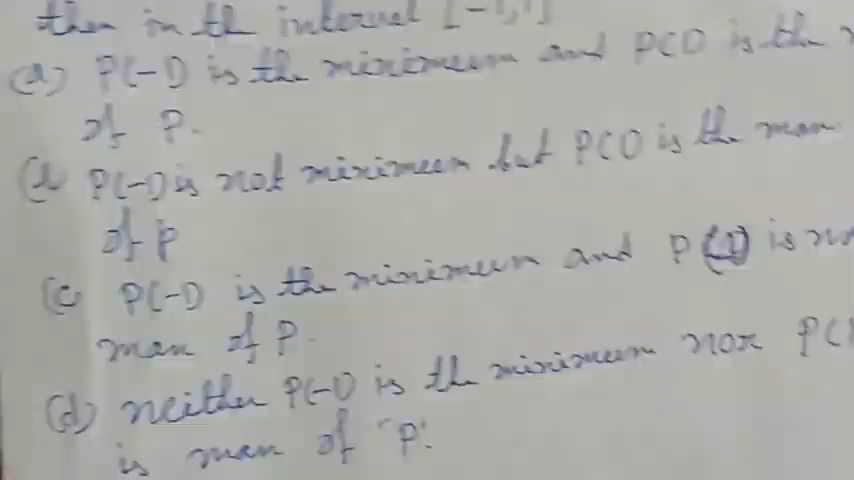 then in the interval [-1,1]
(a) P(-1) is the minimum and P(1) is the
of P.
(b) P(-1) is not minimum but P(1) is the max
of P
(c) P(-1) is the minimum and P(1) is no
max of P.
(d) neither P(-1) is the minimum nor P(1
is max of P.